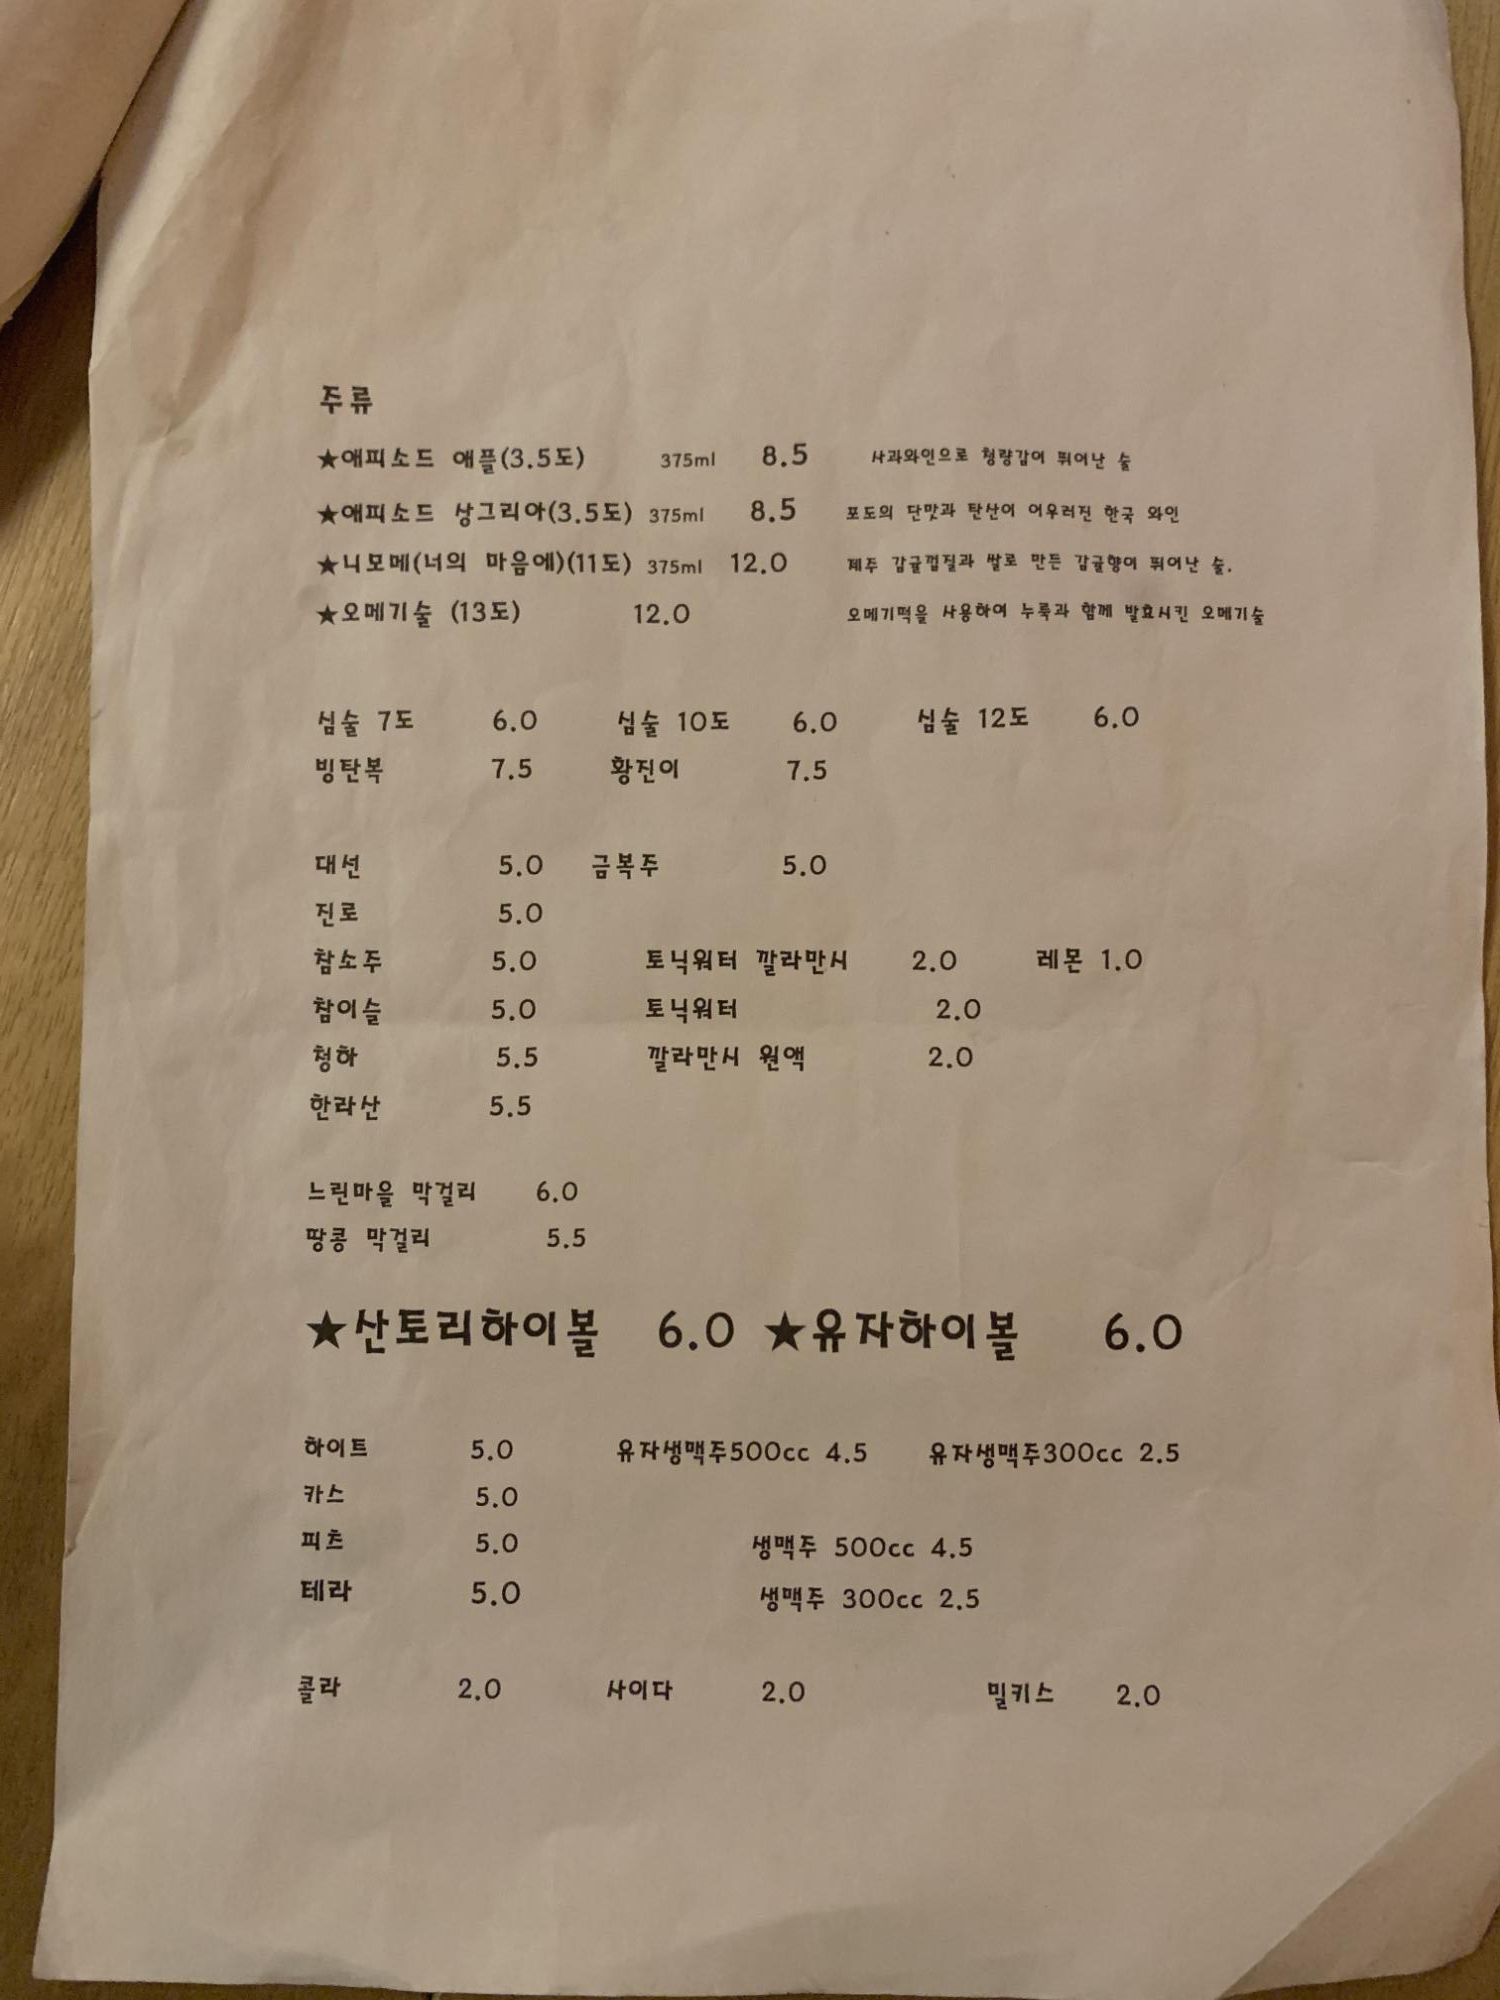 주류
★애피소드 애플(3.5도) 375ml 8.5 사과와인으로 청량감이 뛰어난 술
★애피소드 상그리아(3.5도) 375ml 8.5 포도의 단맛과 탄산이 어우러진 한국 와인
★니모메(너의 마음에)(11도) 375ml 12.0 제주 감귤껍질과 쌀로 만든 감귤향이 뛰어난 술.
★오메기술 (13도) 12.0 오메기떡을 사용하여 누룩과 함께 발효시킨 오메기술
심술 7도 6.0 심술 10도 6.0 심술 12도 6.0
빙탄복 7.5 황진이 7.5
대선 5.0 금복주 5.0
진로 5.0
참소주 5.0 토닉워터 깔라만시 2.0 레몬 1.0
참이슬 5.0 토닉워터 2.0
청하 5.5 깔라만시 원액 2.0
한라산 5.5
느린마을 막걸리 6.0
땅콩 막걸리 5.5
★산토리하이볼 6.0 ★유자하이볼 6.0
하이트 5.0 유자생맥주500cc 4.5 유자생맥주300cc 2.5
카스 5.0
피츠 5.0 생맥주 500cc 4.5
테라 5.0 생맥주 300cc 2.5
콜라 2.0 사이다 2.0 밀키스 2.0